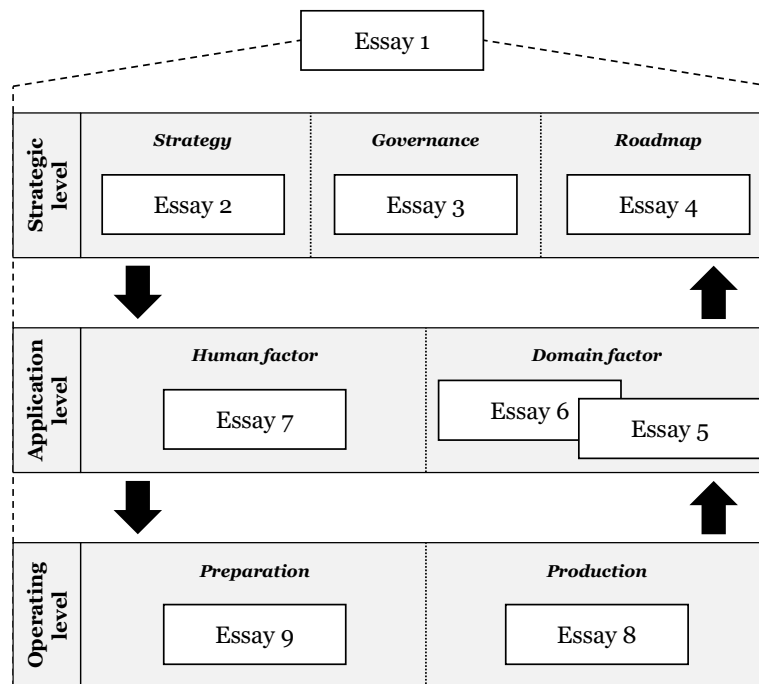 Essay 1
Strategic
level
Strategy
Governance
Roadmap
Essay 2
Essay 3
Essay 4
Application
level
Human factor
Domain factor
Essay 7
Essay 6
Essay 5
Operating
level
Preparation
Production
Essay 9
Essay 8